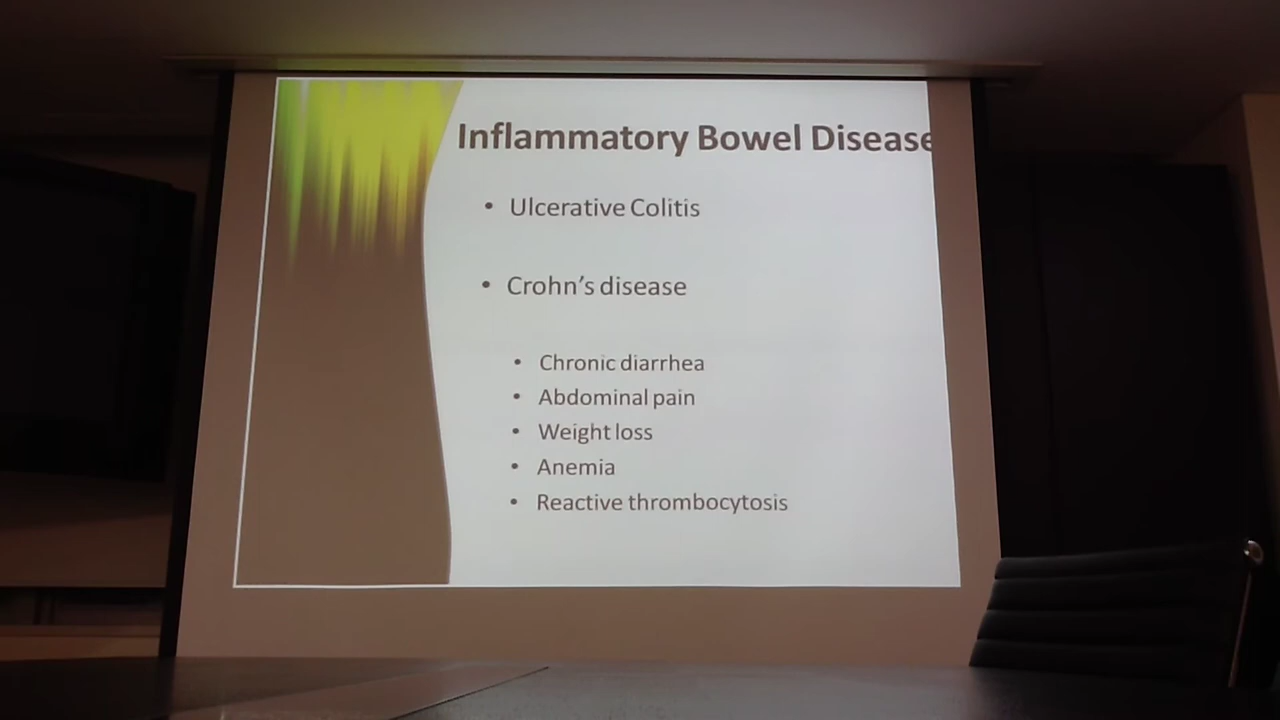 Inflammatory Bowel Disease
• Ulcerative Colitis
• Crohn's disease
• Chronic diarrhea
• Abdominal pain
• Weight loss
• Anemia
• Reactive thrombocytosis